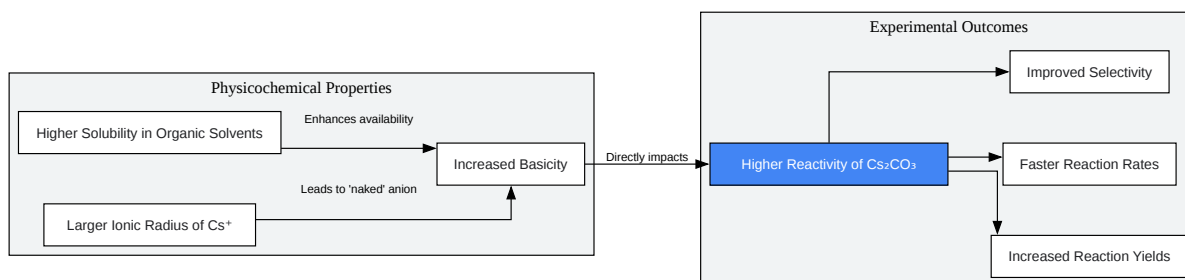 Experimental Outcomes
Improved Selectivity
Physicochemical Properties
Higher Solubility in Organic Solvents
Enhances availability
Increased Basicity
Directly impacts
Higher Reactivity of Cs₂CO₃
Faster Reaction Rates
Leads to 'naked' anion
Larger Ionic Radius of Cs⁺
Increased Reaction Yields